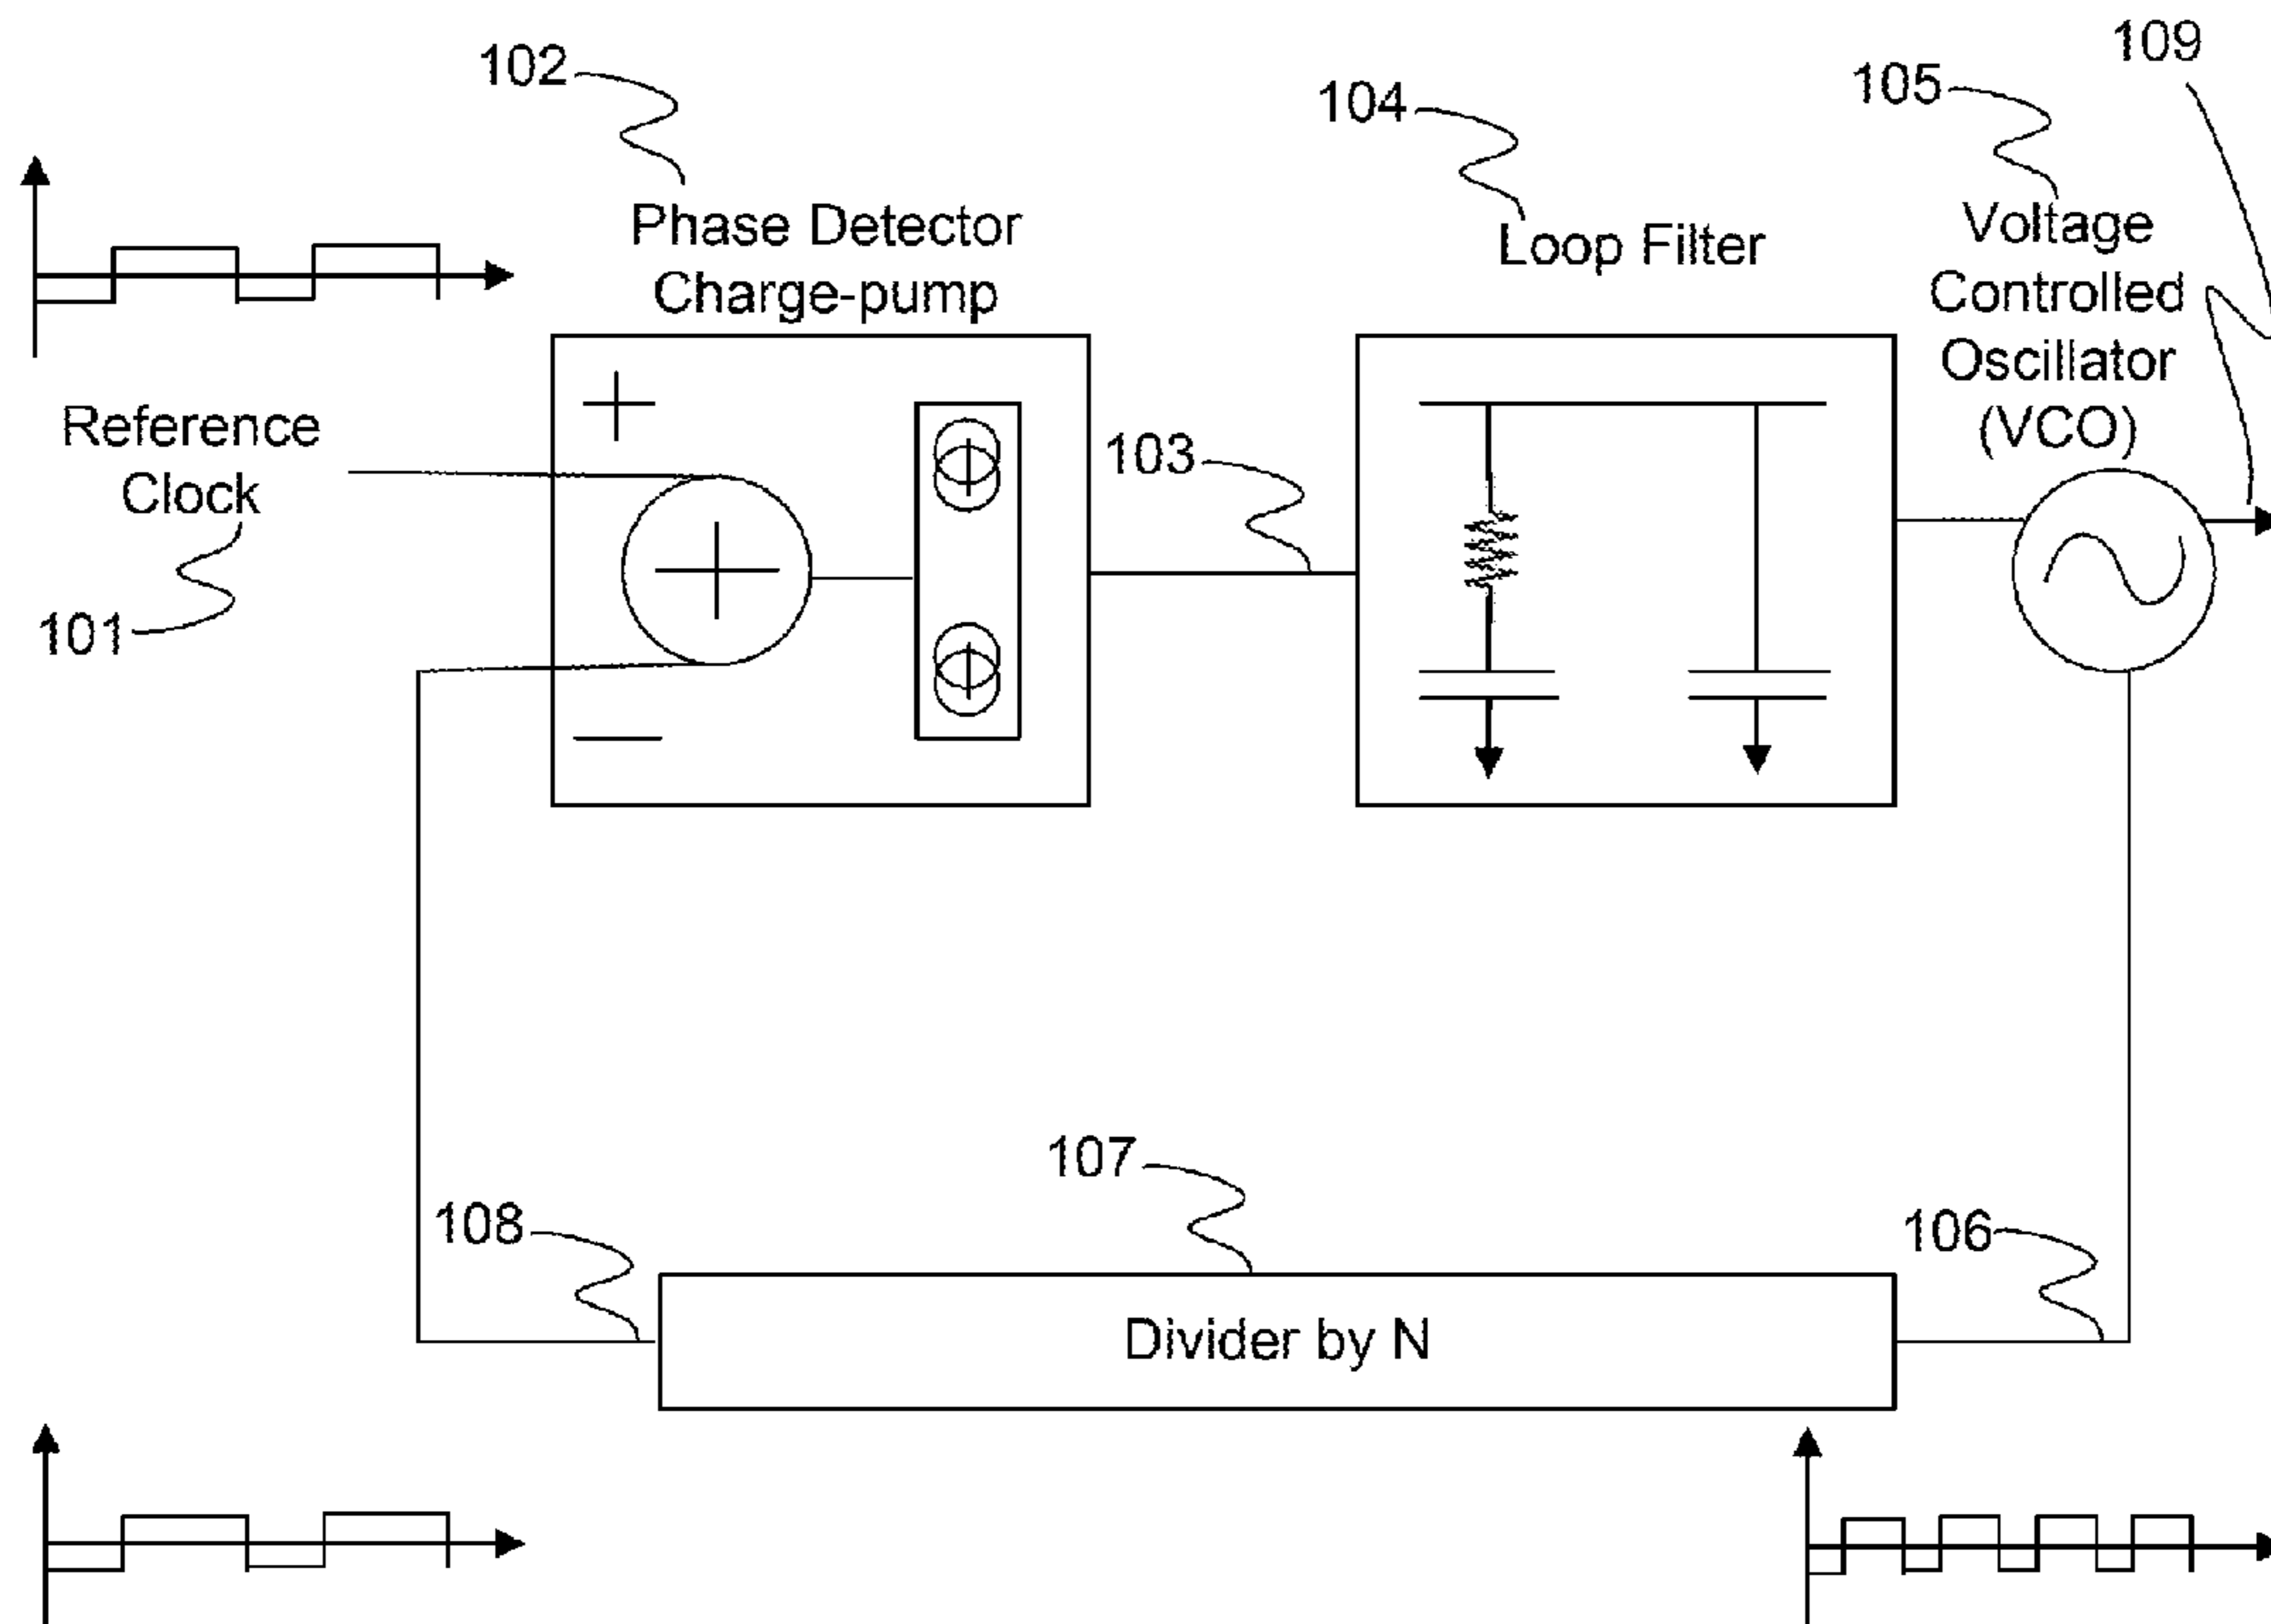 102
104
105
109
Phase Detector
Charge-pump
Loop Filter
Voltage
Controlled
Oscillator
(VCO)
Reference
Clock
101
103
107
108
106
Divider by N